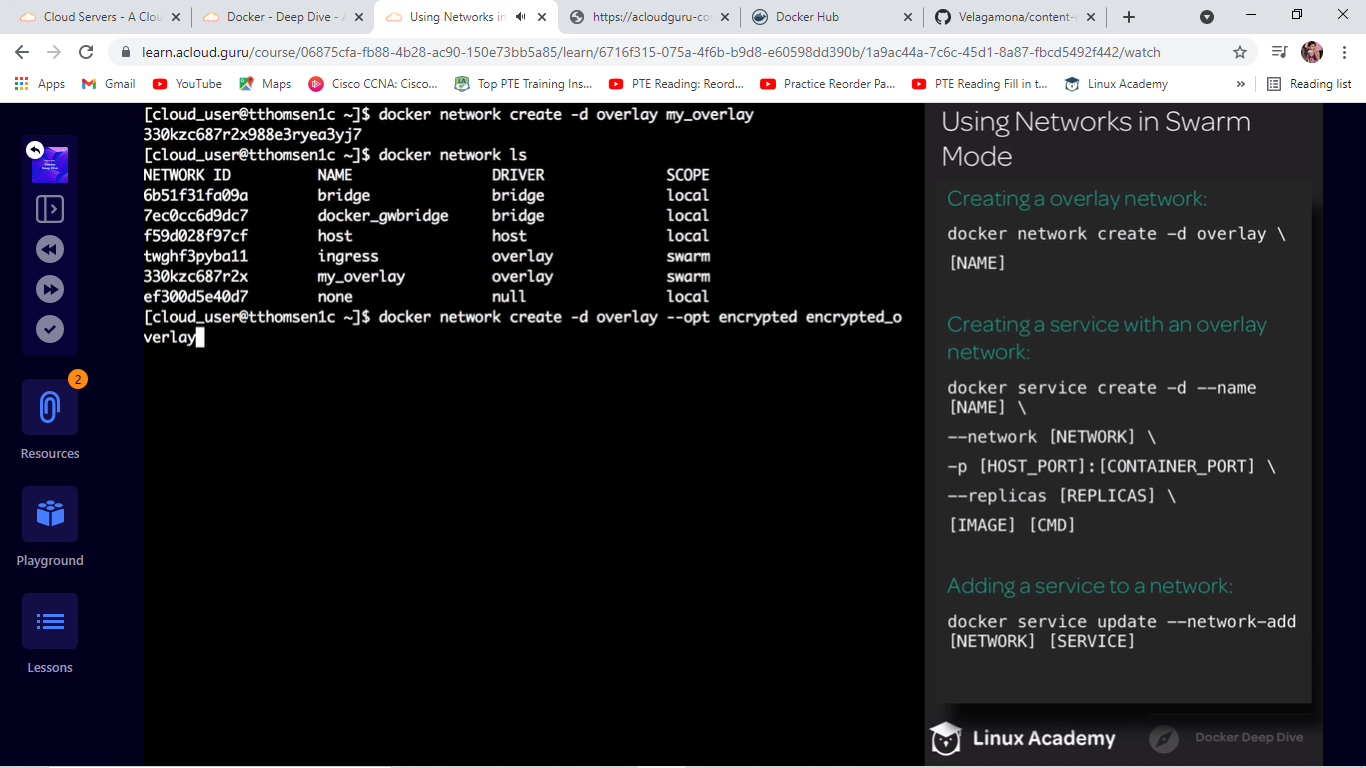 Cloud Servers - A Clou
Docker - Deep Dive - A
Using Networks in
https://acloudguru-co
Docker Hub
Velagamona/content-
learn.acloud.guru/course/06875cfa-fb88-4b28-ac90-150e73bb5a85/learn/6716f315-075a-4f6b-b9d8-e60598dd390b/1a9ac44a-7c6c-45d1-8a87-fbcd5492f442/watch
Apps
Gmail
YouTube
Maps
Cisco CCNA: Cisco...
Top PTE Training Ins...
PTE Reading: Reord...
Practice Reorder Pa...
PTE Reading Fill in t...
Linux Academy
»
Reading list
2
Resources
Playground
Lessons
[cloud_user@tthomsen1c ~]$ docker network create -d overlay my_overlay
330kzc687r2x988e3ryea3yj7
[cloud_user@tthomsen1c ~]$ docker network ls
NETWORK ID NAME DRIVER SCOPE
6b51f31fa09a bridge bridge local
7ec0cc6d9dc7 docker_gwbridge bridge local
f59d028f97cf host host local
twghf3pyba11 ingress overlay swarm
330kzc687r2x my_overlay overlay swarm
ef300d5e40d7 none null local
[cloud_user@tthomsen1c ~]$ docker network create -d overlay --opt encrypted encrypted_o
verlay
Using Networks in Swarm
Mode
Creating a overlay network:
docker network create -d overlay \
[NAME]
Creating a service with an overlay
network:
docker service create -d --name
[NAME] \
--network [NETWORK] \
-p [HOST_PORT]:[CONTAINER_PORT] \
--replicas [REPLICAS] \
[IMAGE] [CMD]
Adding a service to a network:
docker service update --network-add
[NETWORK] [SERVICE]
Linux Academy
Docker Deep Dive